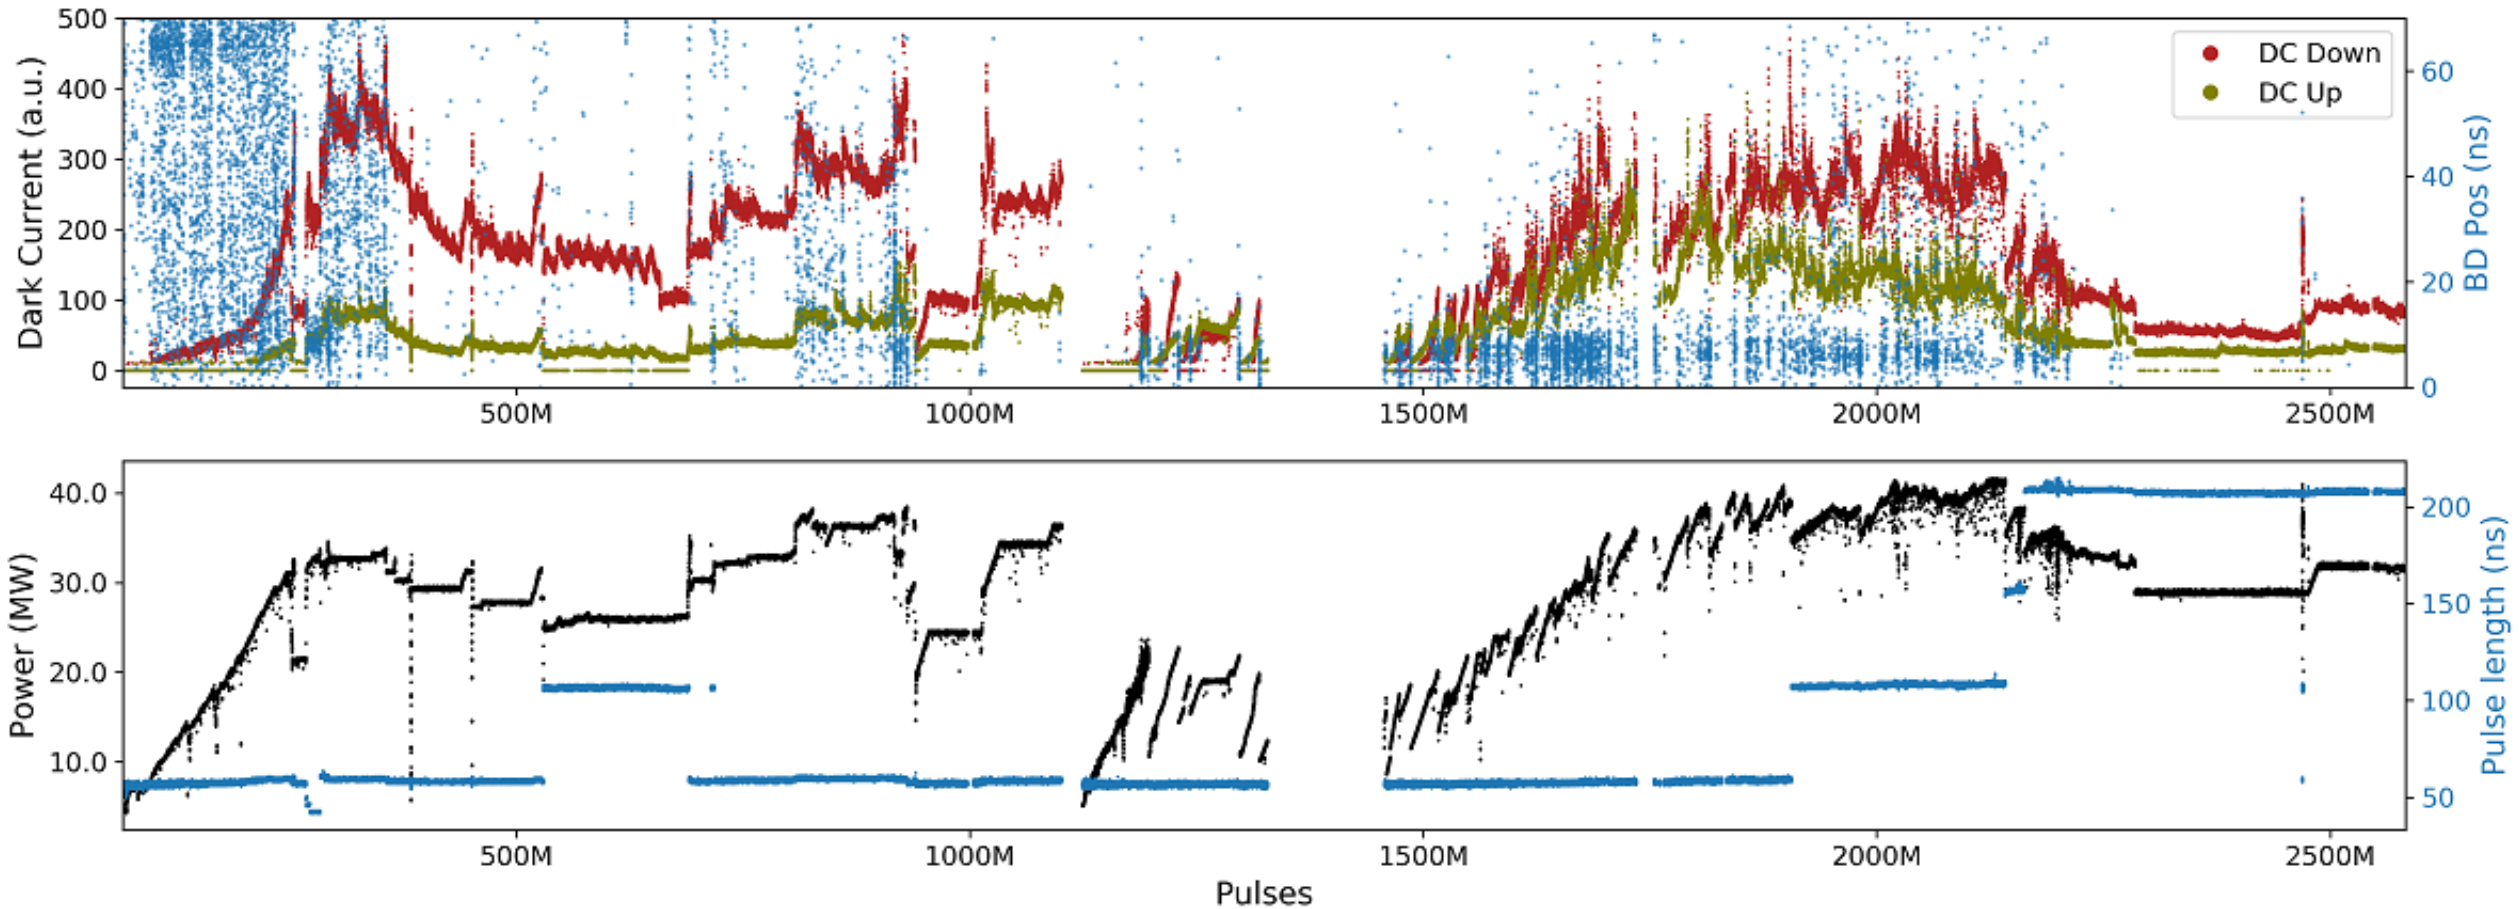 Dark Current (a.u.)
500
400
300
200
100
0
DC Down
DC Up
60
40
20
0
BD Pos (ns)
500M 1000M 1500M 2000M 2500M
Power (MW)
40.0
30.0
20.0
10.0
200
150
100
50
Pulse length (ns)
500M 1000M 1500M 2000M 2500M
Pulses